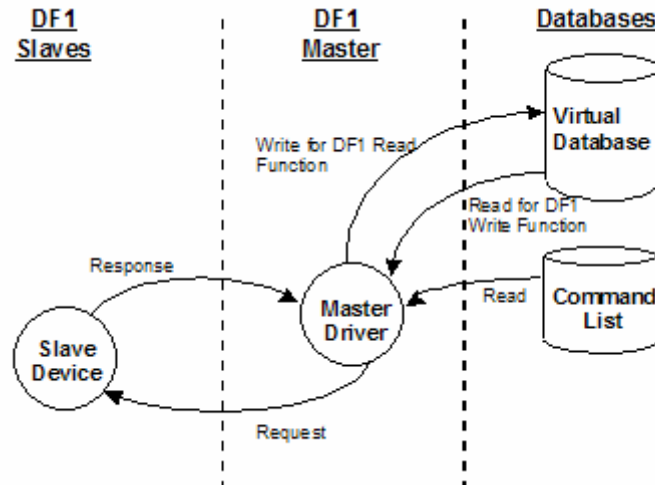 DF1
Slaves
DF1
Master
Databases
Virtual
Database
Write for DF1 Read
Function
Read for DF1
Write Function
Response
Read
Command
List
Master
Driver
Slave
Device
Request